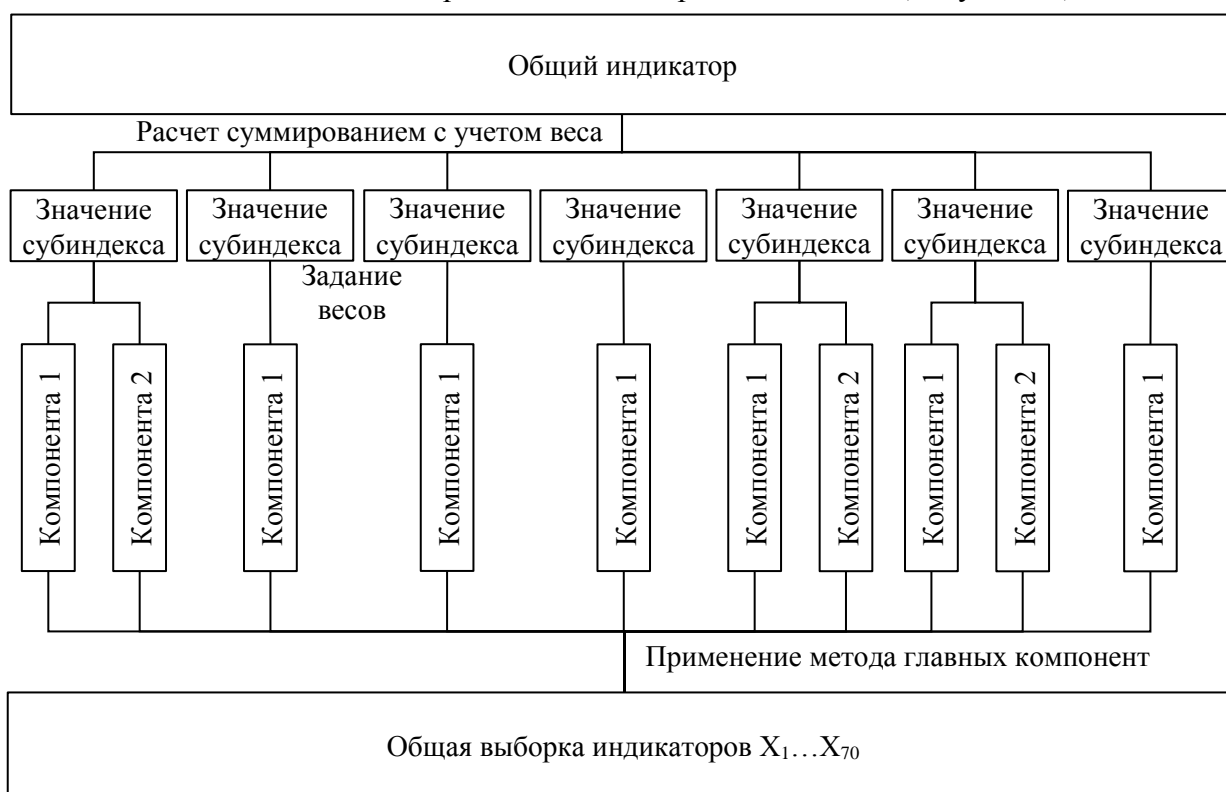 Общий индикатор
Расчет суммированием с учетом веса
Значение субиндекса
Значение субиндекса
Значение субиндекса
Значение субиндекса
Значение субиндекса
Значение субиндекса
Значение субиндекса
Задание
весов
Компонента 1
Компонента 2
Компонента 1
Компонента 1
Компонента 1
Компонента 1
Компонента 2
Компонента 1
Компонента 2
Компонента 1
Применение метода главных компонент
Общая выборка индикаторов X₁…X₇₀